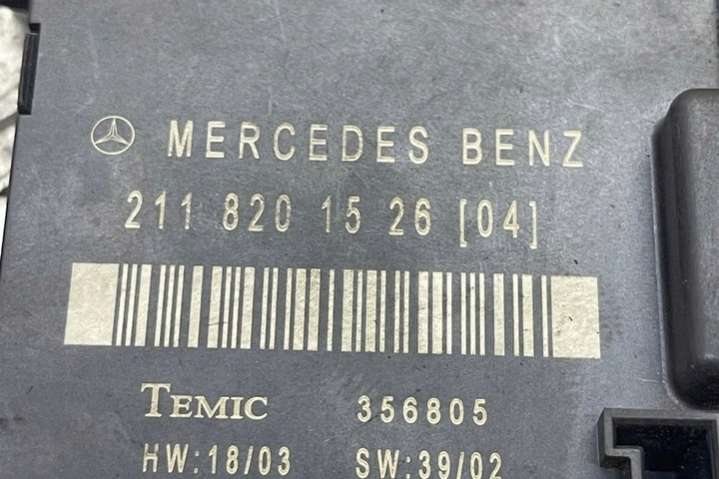 MERCEDES BENZ
211 820 15 26 [04]
TEMIC 356805
HW:18/03 SW:39/02